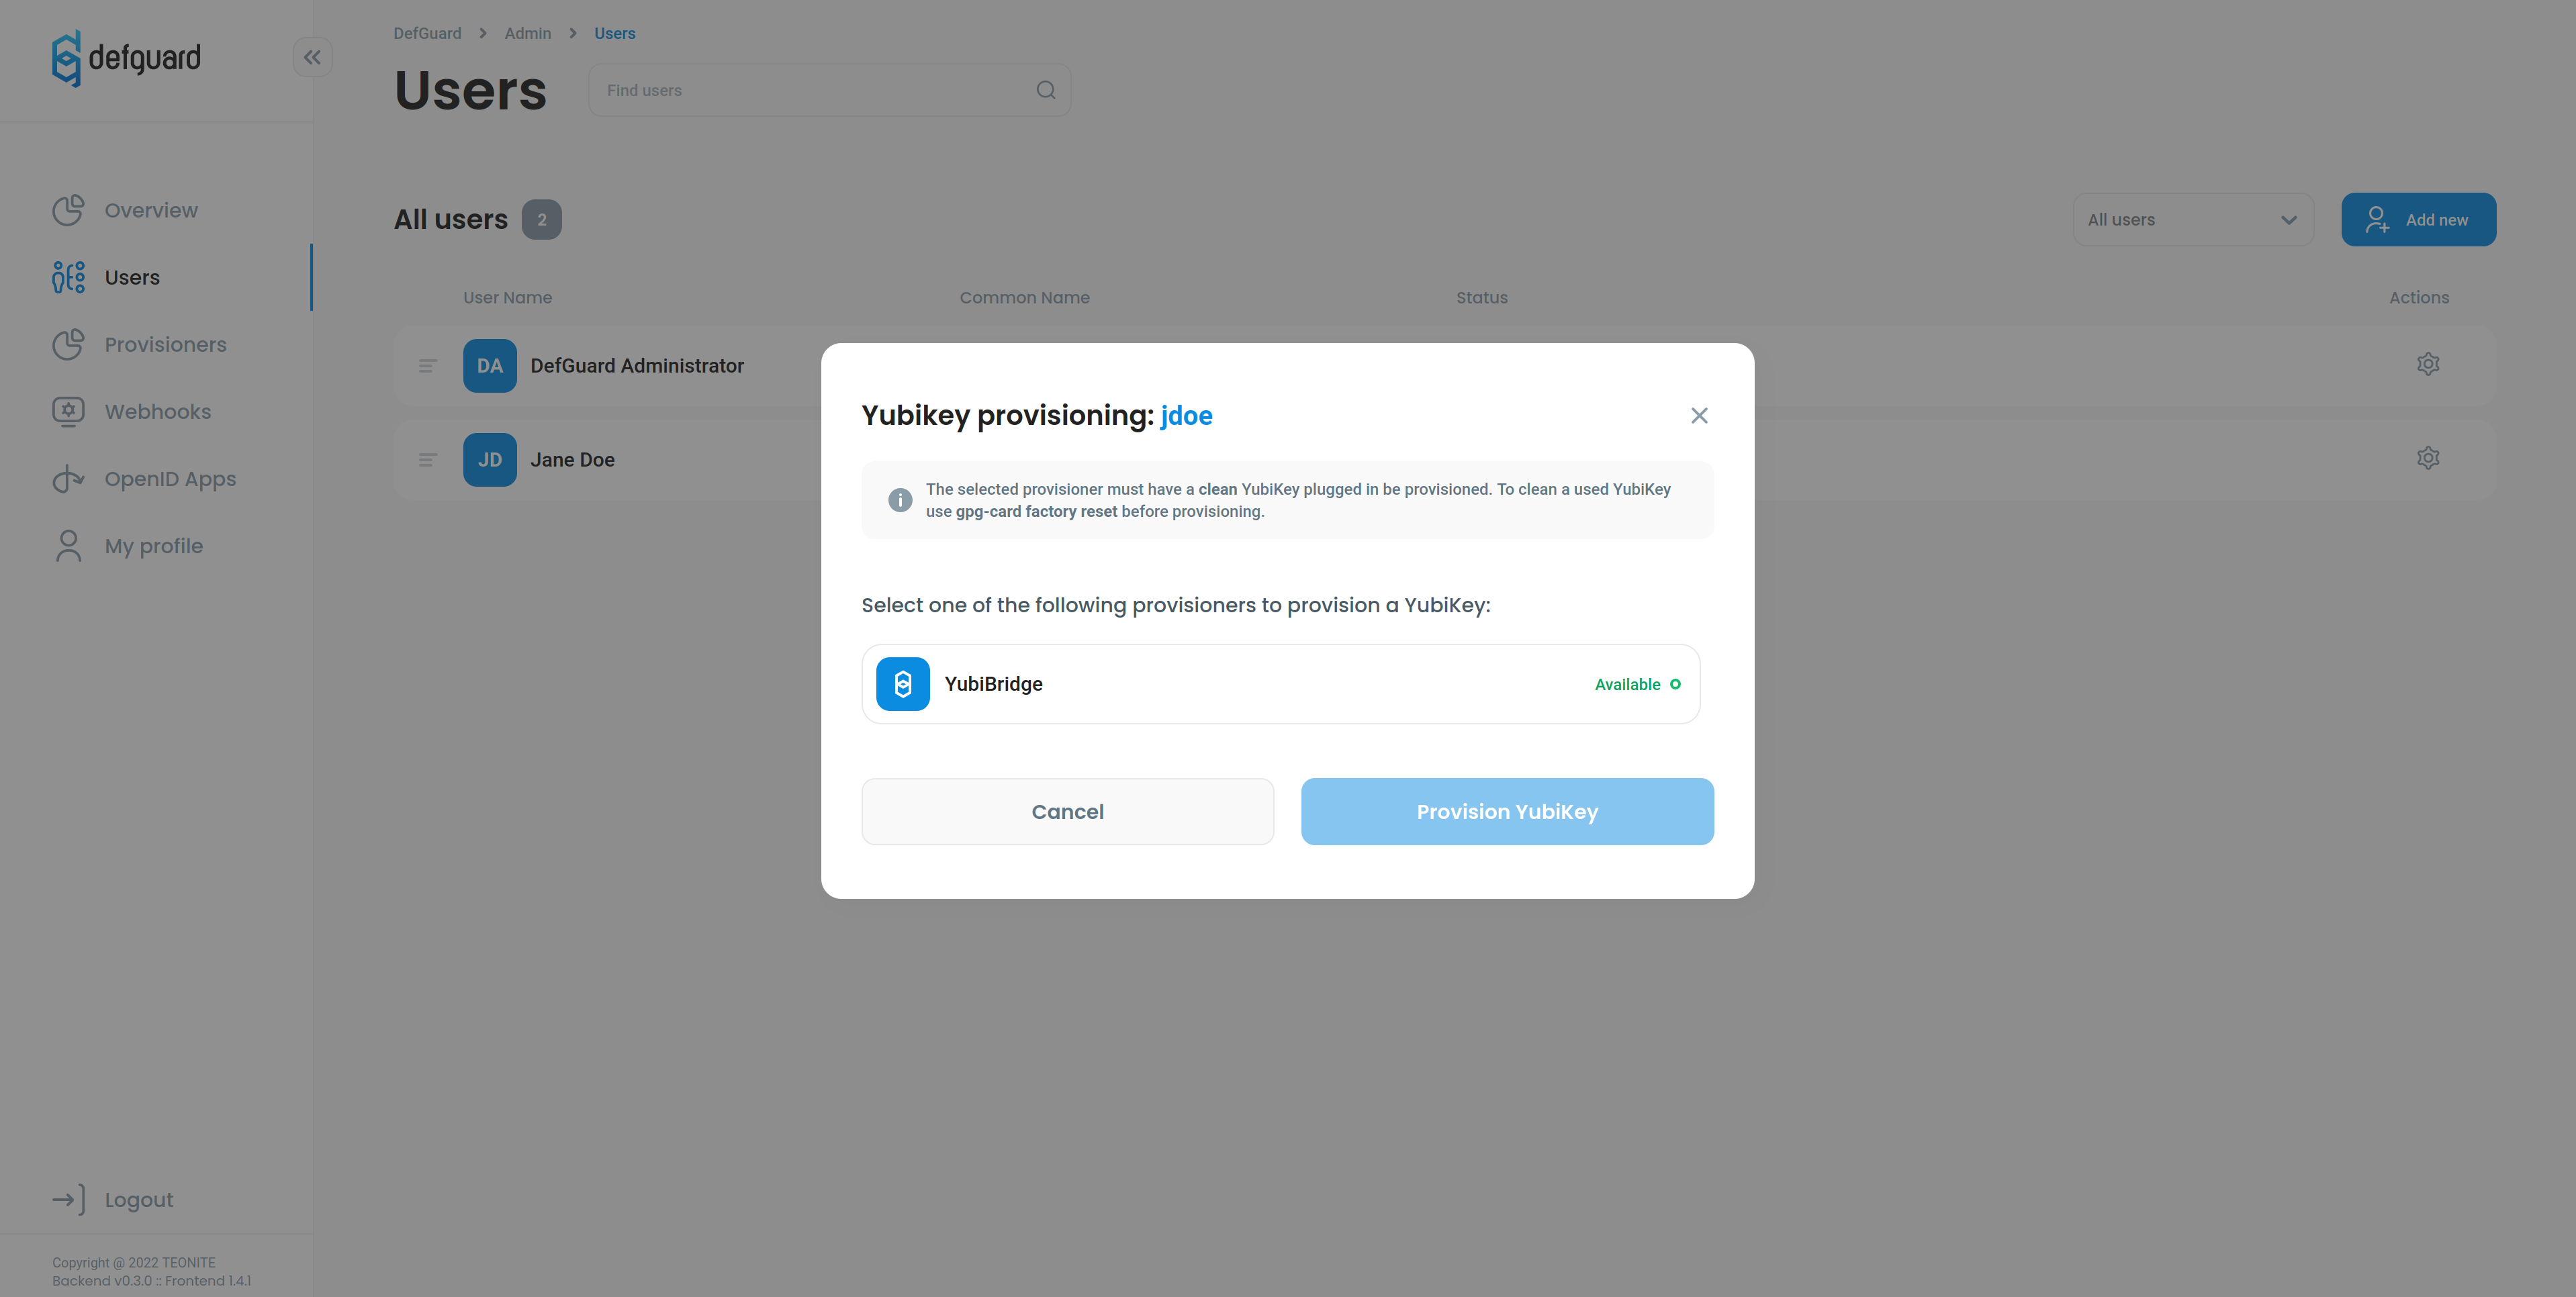 defguard
Overview
Users
Provisioners
Webhooks
OpenID Apps
My profile
Logout
Copyright @ 2022 TEONITE
Backend v0.3.0 :: Frontend 1.4.1
DefGuard Admin Users
Users
Find users
All users 2
All users
Add new
User Name Common Name Status Actions
DA DefGuard Administrator
JD Jane Doe
Yubikey provisioning: jdoe
The selected provisioner must have a clean YubiKey plugged in be provisioned. To clean a used YubiKey
use gpg-card factory reset before provisioning.
Select one of the following provisioners to provision a YubiKey:
YubiBridge Available
Cancel
Provision YubiKey